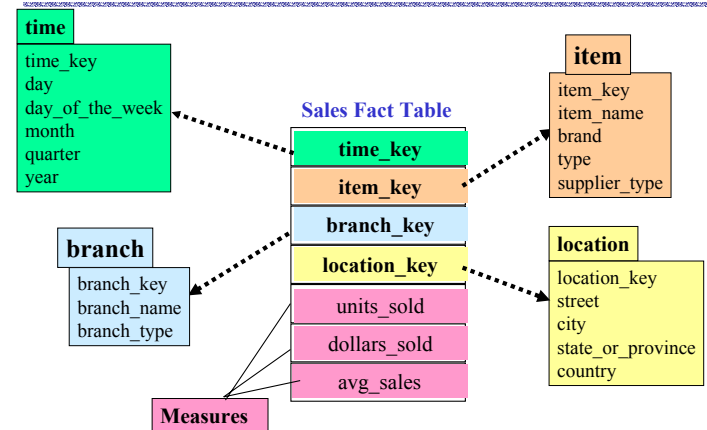 time
time_key
day
day_of_the_week
month
quarter
year
item
item_key
item_name
brand
type
supplier_type
Sales Fact Table
time_key
item_key
branch_key
location_key
units_sold
dollars_sold
avg_sales
branch
branch_key
branch_name
branch_type
location
location_key
street
city
state_or_province
country
Measures